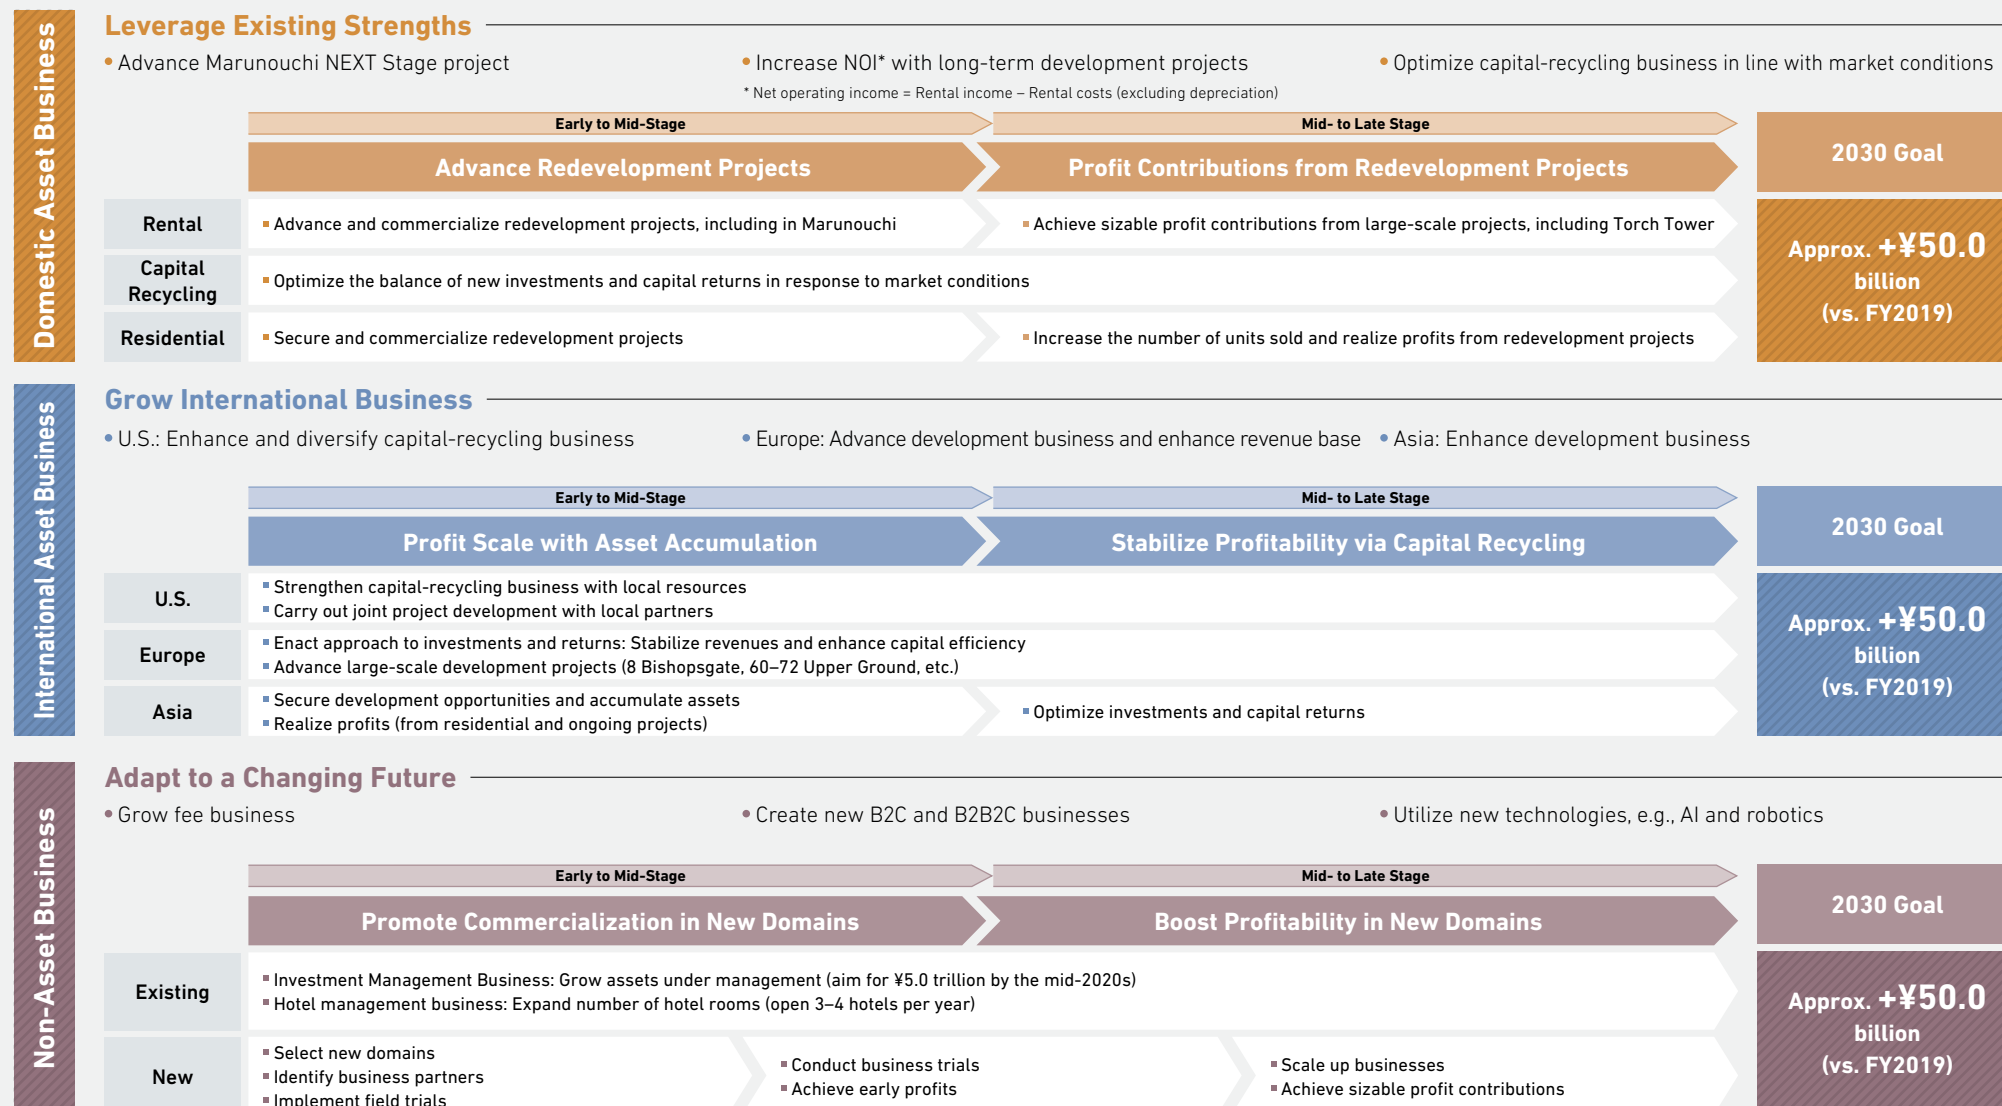 Domestic Asset Business
Leverage Existing Strengths
• Advance Marunouchi NEXT Stage project
• Increase NOI* with long-term development projects
* Net operating income = Rental income – Rental costs (excluding depreciation)
• Optimize capital-recycling business in line with market conditions
Early to Mid-Stage
Mid- to Late Stage
Advance Redevelopment Projects
Profit Contributions from Redevelopment Projects
2030 Goal
Rental
▪ Advance and commercialize redevelopment projects, including in Marunouchi
▪ Achieve sizable profit contributions from large-scale projects, including Torch Tower
Capital
Recycling
▪ Optimize the balance of new investments and capital returns in response to market conditions
Residential
▪ Secure and commercialize redevelopment projects
▪ Increase the number of units sold and realize profits from redevelopment projects
Approx. +¥50.0
billion
(vs. FY2019)
International Asset Business
Grow International Business
• U.S.: Enhance and diversify capital-recycling business
• Europe: Advance development business and enhance revenue base
• Asia: Enhance development business
Early to Mid-Stage
Mid- to Late Stage
Profit Scale with Asset Accumulation
Stabilize Profitability via Capital Recycling
2030 Goal
U.S.
▪ Strengthen capital-recycling business with local resources
▪ Carry out joint project development with local partners
Europe
▪ Enact approach to investments and returns: Stabilize revenues and enhance capital efficiency
▪ Advance large-scale development projects (8 Bishopsgate, 60–72 Upper Ground, etc.)
Asia
▪ Secure development opportunities and accumulate assets
▪ Realize profits (from residential and ongoing projects)
▪ Optimize investments and capital returns
Approx. +¥50.0
billion
(vs. FY2019)
Non-Asset Business
Adapt to a Changing Future
• Grow fee business
• Create new B2C and B2B2C businesses
• Utilize new technologies, e.g., AI and robotics
Early to Mid-Stage
Mid- to Late Stage
Promote Commercialization in New Domains
Boost Profitability in New Domains
2030 Goal
Existing
▪ Investment Management Business: Grow assets under management (aim for ¥5.0 trillion by the mid-2020s)
▪ Hotel management business: Expand number of hotel rooms (open 3–4 hotels per year)
New
▪ Select new domains
▪ Identify business partners
▪ Implement field trials
▪ Conduct business trials
▪ Achieve early profits
▪ Scale up businesses
▪ Achieve sizable profit contributions
Approx. +¥50.0
billion
(vs. FY2019)